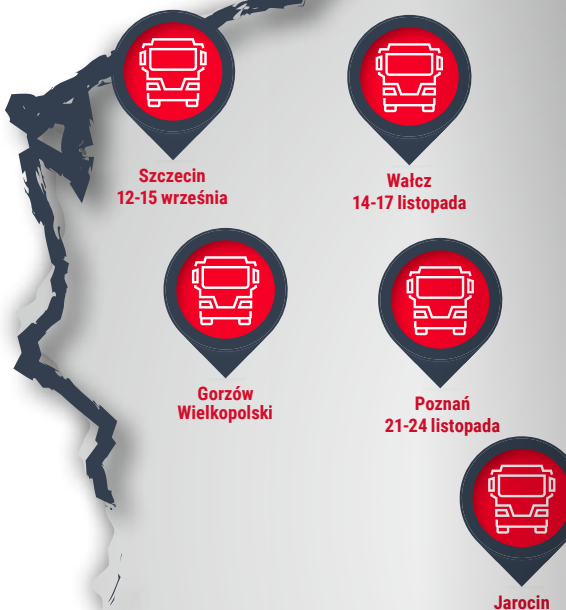 Szczecin
12-15 września
Wałcz
14-17 listopada
Gorzów
Wielkopolski
Poznań
21-24 listopada
Jarocin